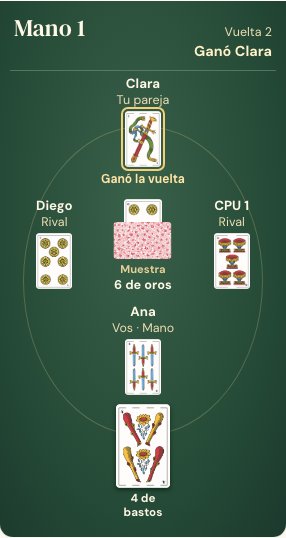 Mano 1
Vuelta 2
Ganó Clara
Clara
Tu pareja
Ganó la vuelta
Diego
Rival
CPU 1
Rival
Muestra
6 de oros
Ana
Vos · Mano
4 de
bastos